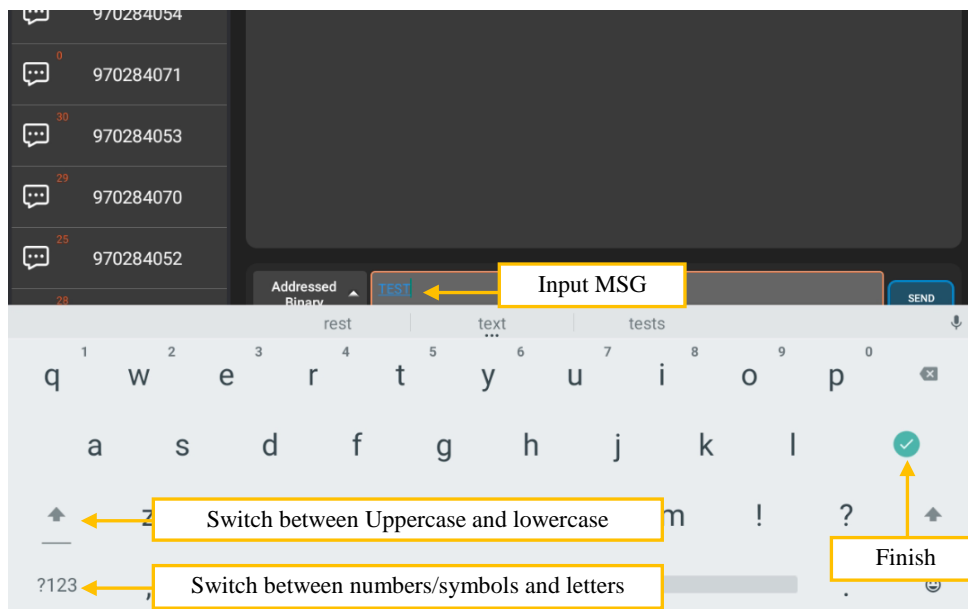 970284054
0
970284071
30
970284053
29
970284070
25
970284052
28
Addressed
Binary
TEST
Input MSG
SEND
rest text tests
1 2 3 4 5 6 7 8 9 0
q w e r t y u i o p
a s d f g h j k l
z Switch between Uppercase and lowercase m ! ?
Finish
?123 , Switch between numbers/symbols and letters .